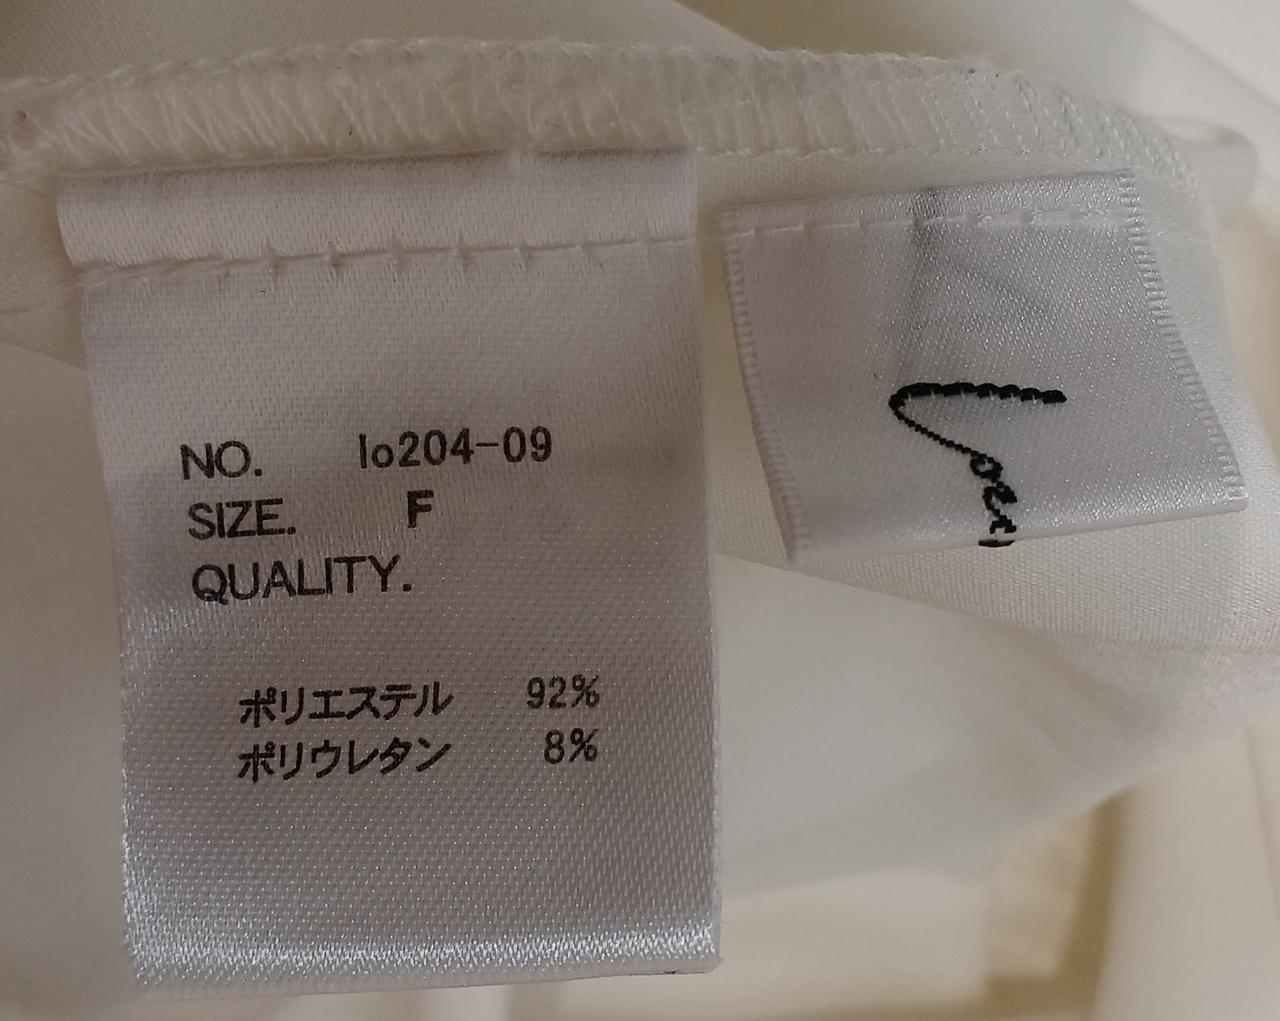 NO. lo204-09
SIZE. F
QUALITY.
ポリエステル 92%
ポリウレタン 8%